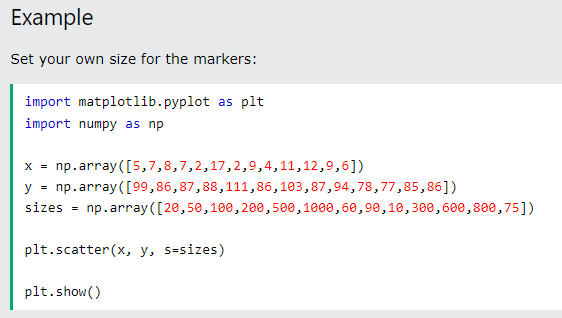 Example
Set your own size for the markers:
import matplotlib.pyplot as plt
import numpy as np
x = np.array([5,7,8,7,2,17,2,9,4,11,12,9,6])
y = np.array([99,86,87,88,111,86,103,87,94,78,77,85,86])
sizes = np.array([20,50,100,200,500,1000,60,90,10,300,600,800,75])
plt.scatter(x, y, s=sizes)
plt.show()